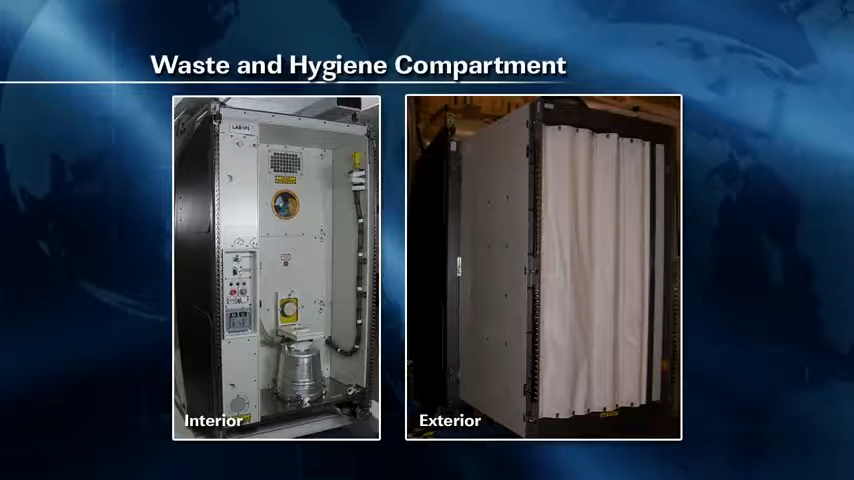 Waste and Hygiene Compartment
Interior
Exterior